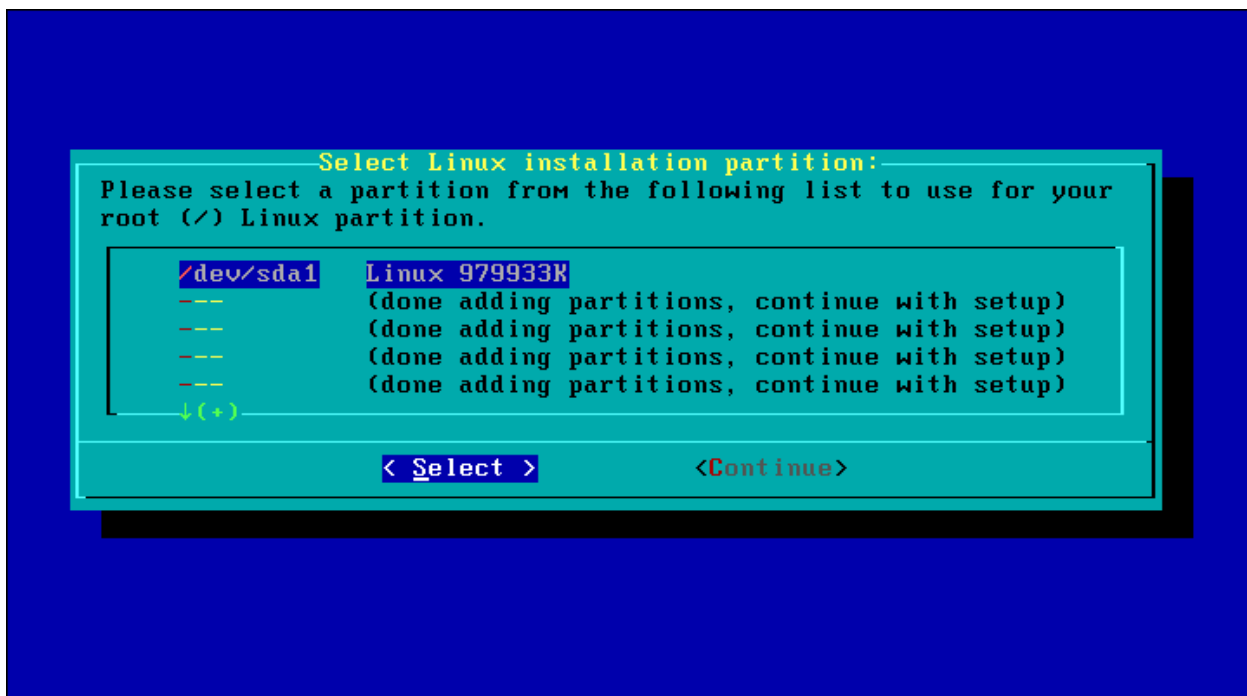 Select Linux installation partition:
Please select a partition from the following list to use for your
root (/) Linux partition.
/dev/sda1 Linux 979933K
--- (done adding partitions, continue with setup)
--- (done adding partitions, continue with setup)
--- (done adding partitions, continue with setup)
--- (done adding partitions, continue with setup)
↓(+)
< Select > <Continue>